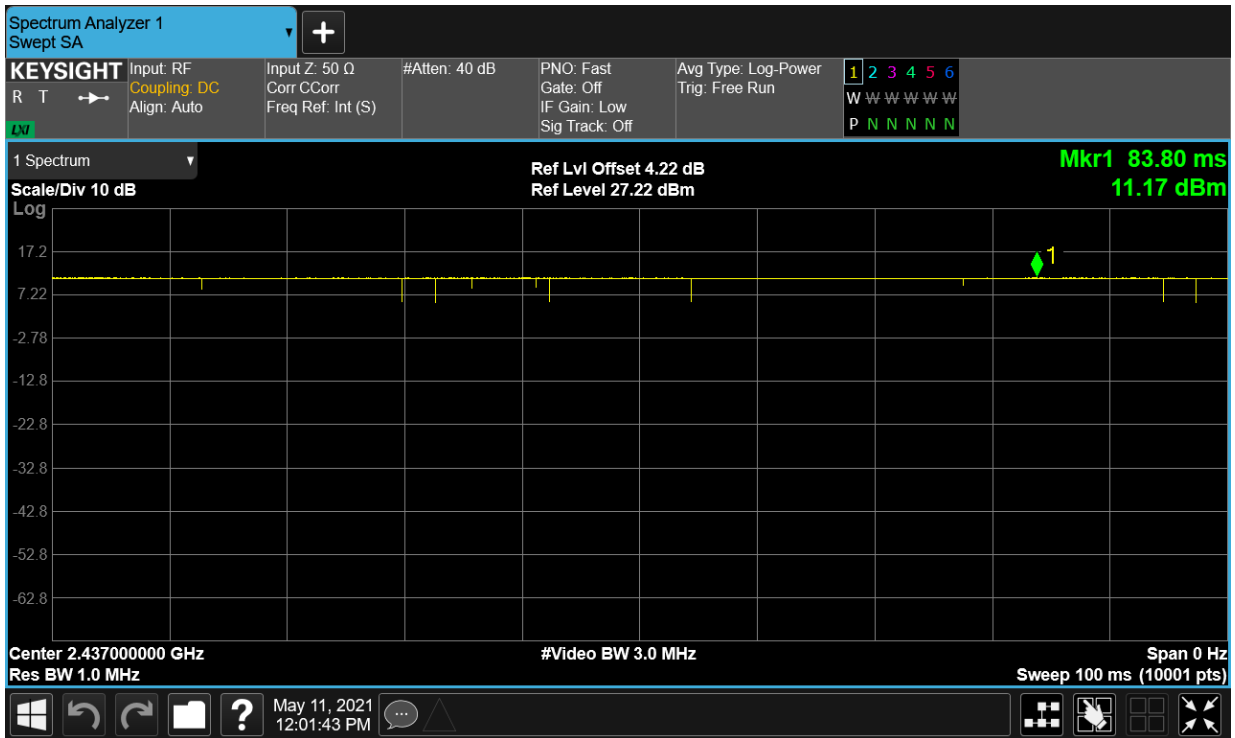 Spectrum Analyzer 1
Swept SA
KEYSIGHT
R T
LXI
Input: RF
Coupling: DC
Align: Auto
Input Z: 50 Ω
Corr CCorr
Freq Ref: Int (S)
#Atten: 40 dB
PNO: Fast
Gate: Off
IF Gain: Low
Sig Track: Off
Avg Type: Log-Power
Trig: Free Run
1 2 3 4 5 6
W W W W W W
P N N N N N
1 Spectrum
Ref Lvl Offset 4.22 dB
Mkr1 83.80 ms
Scale/Div 10 dB
Ref Level 27.22 dBm
11.17 dBm
Log
17.2
1
7.22
-2.78
-12.8
-22.8
-32.8
-42.8
-52.8
-62.8
Center 2.437000000 GHz
#Video BW 3.0 MHz
Span 0 Hz
Res BW 1.0 MHz
Sweep 100 ms (10001 pts)
?
May 11, 2021
12:01:43 PM